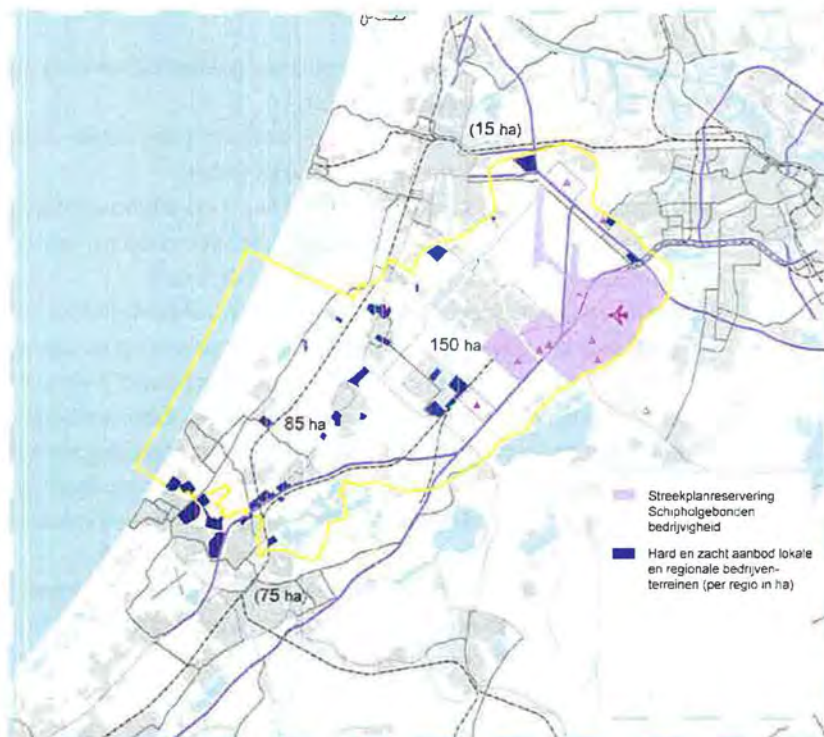 (15 ha)
150 ha
85 ha
(75 ha)
Streekplanreservering
Schipholgebonden
bedrijvigheid
Hard en zacht aanbod lokale
en regionale bedrijven-
terreinen (per regio in ha)